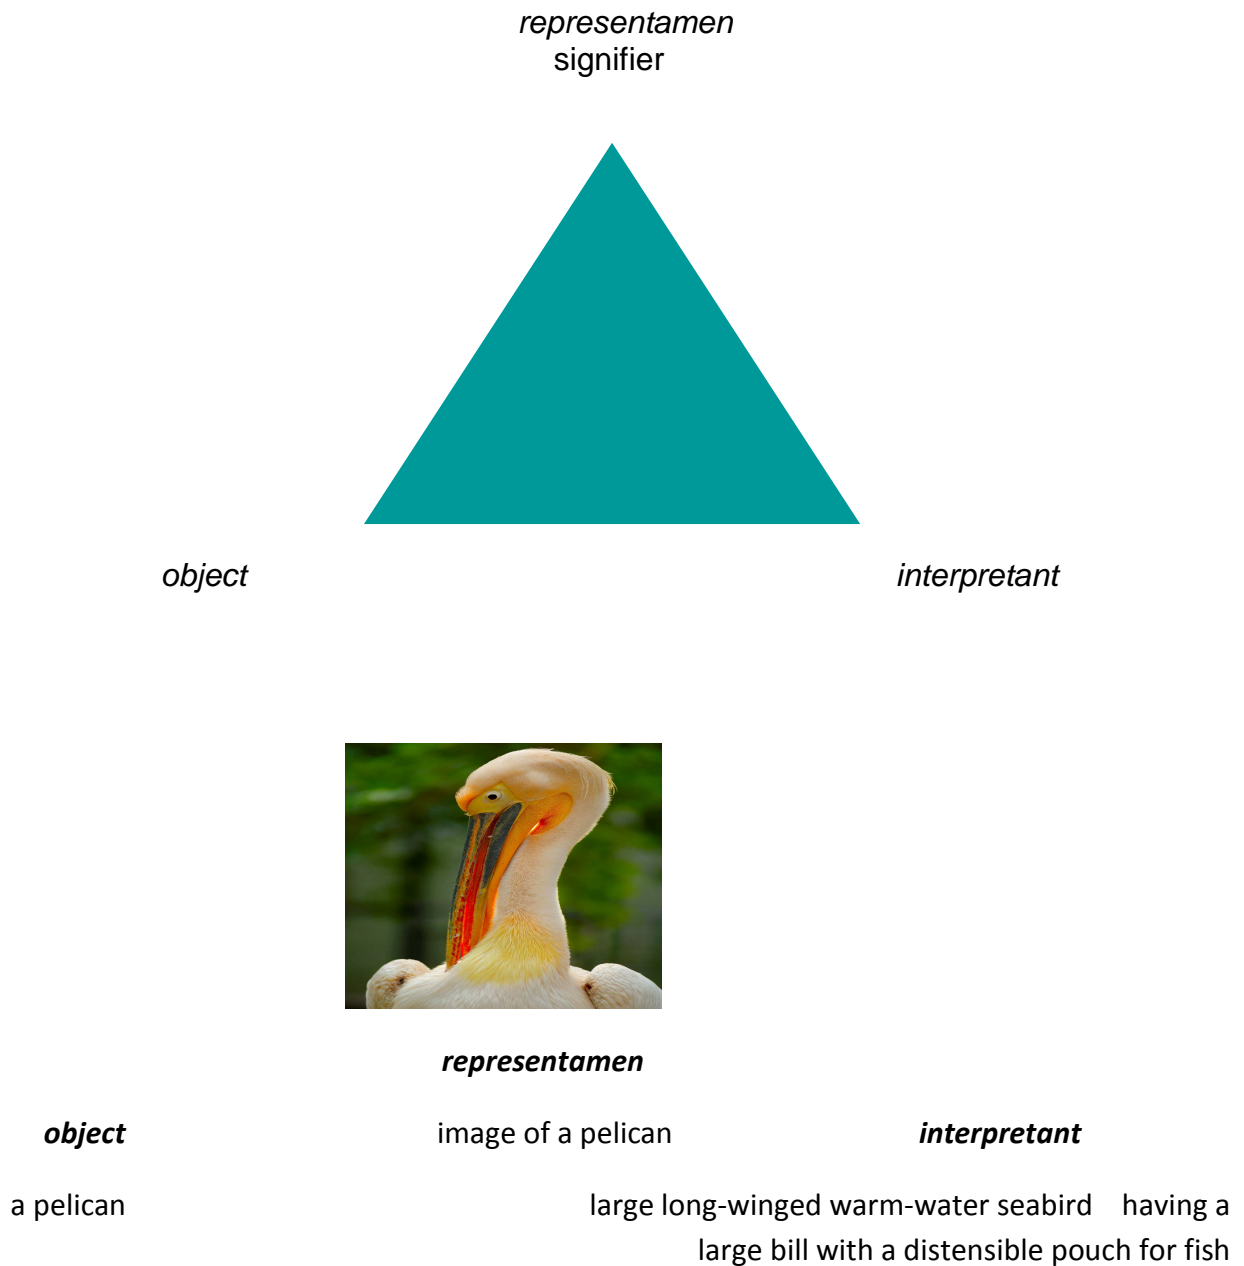 representamen
signifier
object interpretant
representamen
object image of a pelican interpretant
a pelican large long-winged warm-water seabird having a
large bill with a distensible pouch for fish